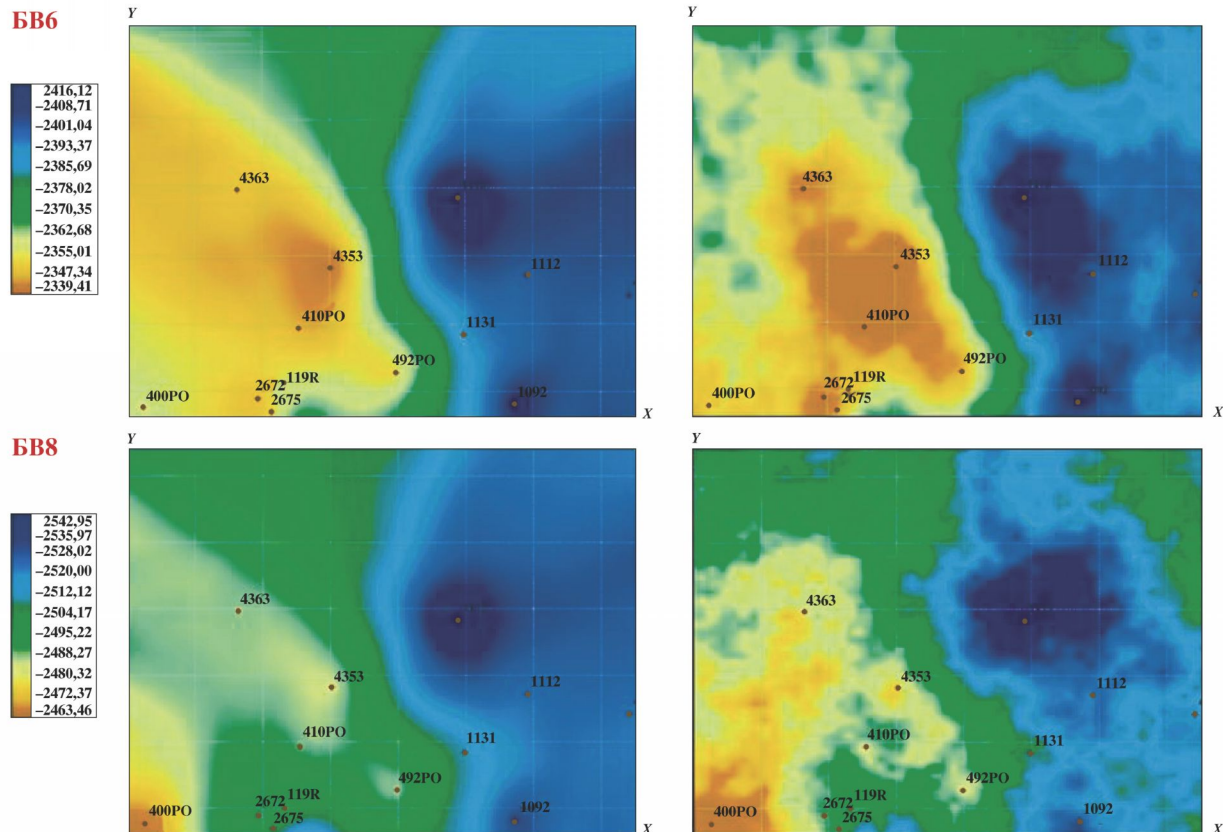 БВ6
Y
Y
2416,12
–2408,71
–2401,04
–2393,37
–2385,69
–2378,02
–2370,35
–2362,68
–2355,01
–2347,34
–2339,41
4363
4353
1112
410PO
1131
492PO
119R
2672
400PO
2675
1092
X
4363
4353
1112
410PO
1131
492PO
119R
2672
400PO
2675
X
БВ8
Y
Y
2542,95
–2535,97
–2528,02
–2520,00
–2512,12
–2504,17
–2495,22
–2488,27
–2480,32
–2472,37
–2463,46
4363
4353
1112
410PO
1131
492PO
119R
2672
400PO
2675
1092
X
4363
4353
1112
410PO
1131
492PO
119R
2672
400PO
2675
1092
X